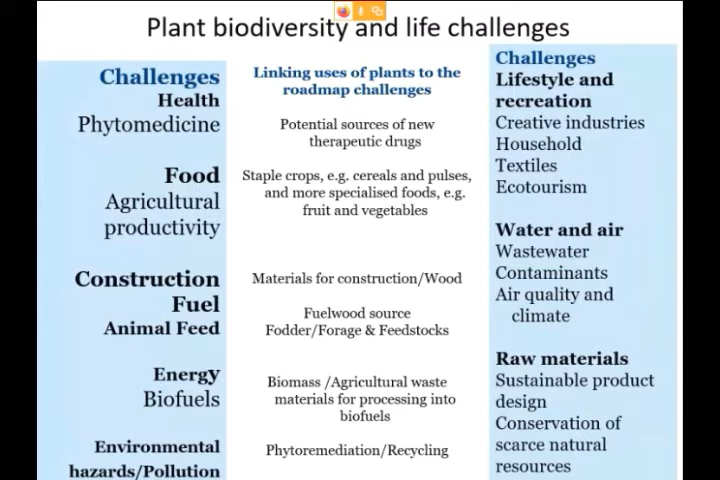 Plant biodiversity and life challenges
Challenges
Health
Phytomedicine
Food
Agricultural
productivity
Construction
Fuel
Animal Feed
Energy
Biofuels
Environmental
hazards/Pollution
Linking uses of plants to the
roadmap challenges
Potential sources of new
therapeutic drugs
Staple crops, e.g. cereals and pulses,
and more specialised foods, e.g.
fruit and vegetables
Materials for construction/Wood
Fuelwood source
Fodder/Forage & Feedstocks
Biomass /Agricultural waste
materials for processing into
biofuels
Phytoremediation/Recycling
Challenges
Lifestyle and
recreation
Creative industries
Household
Textiles
Ecotourism
Water and air
Wastewater
Contaminants
Air quality and
climate
Raw materials
Sustainable product
design
Conservation of
scarce natural
resources